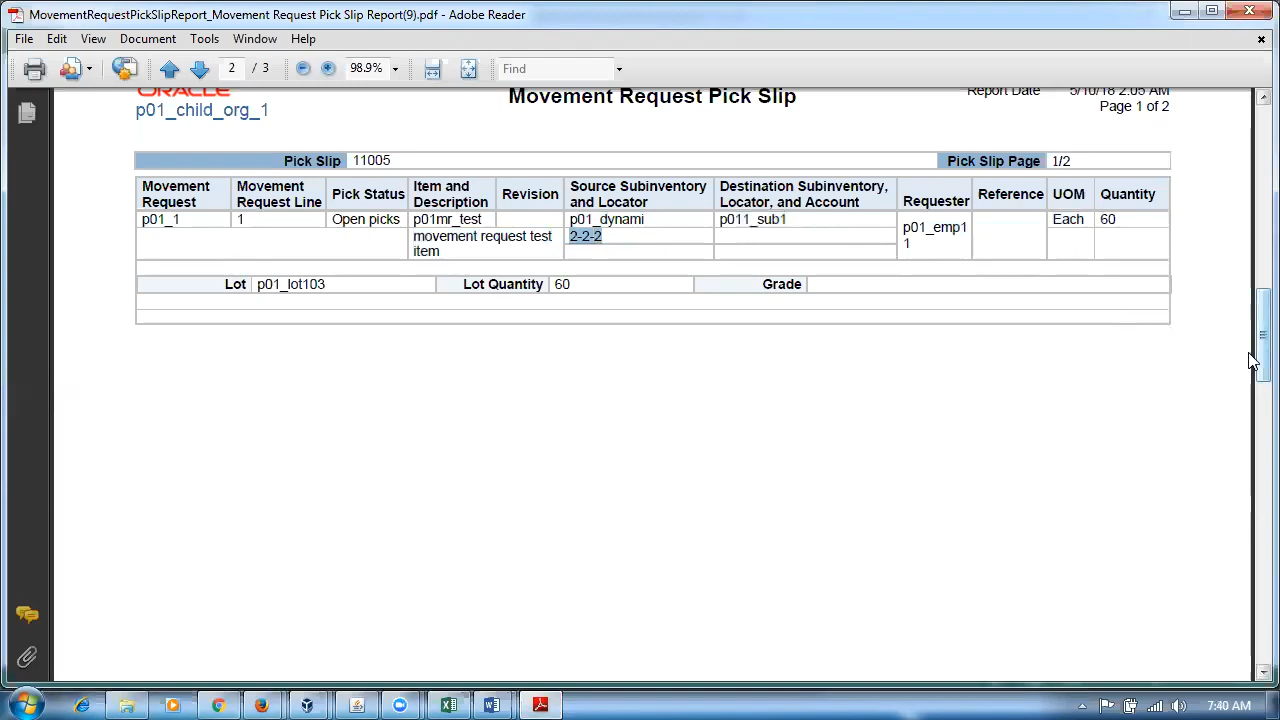 MovementRequestPickSlipReport_Movement Request Pick Slip Report(9).pdf - Adobe Reader
File Edit View Document Tools Window Help
2 / 3 98.9% Find
ORACLE Movement Request Pick Slip Report Date 5/10/18 2:05 AM
p01_child_org_1 Page 1 of 2
Pick Slip 11005 Pick Slip Page 1/2
Movement Request Movement Request Line Pick Status Item and Description Revision Source Subinventory and Locator Destination Subinventory, Locator, and Account Requester Reference UOM Quantity
p01_1 1 Open picks p01mr_test p01_dynami p011_sub1 p01_emp1 Each 60
movement request test 2-2-2 1
item
Lot p01_lot103 Lot Quantity 60 Grade
7:40 AM